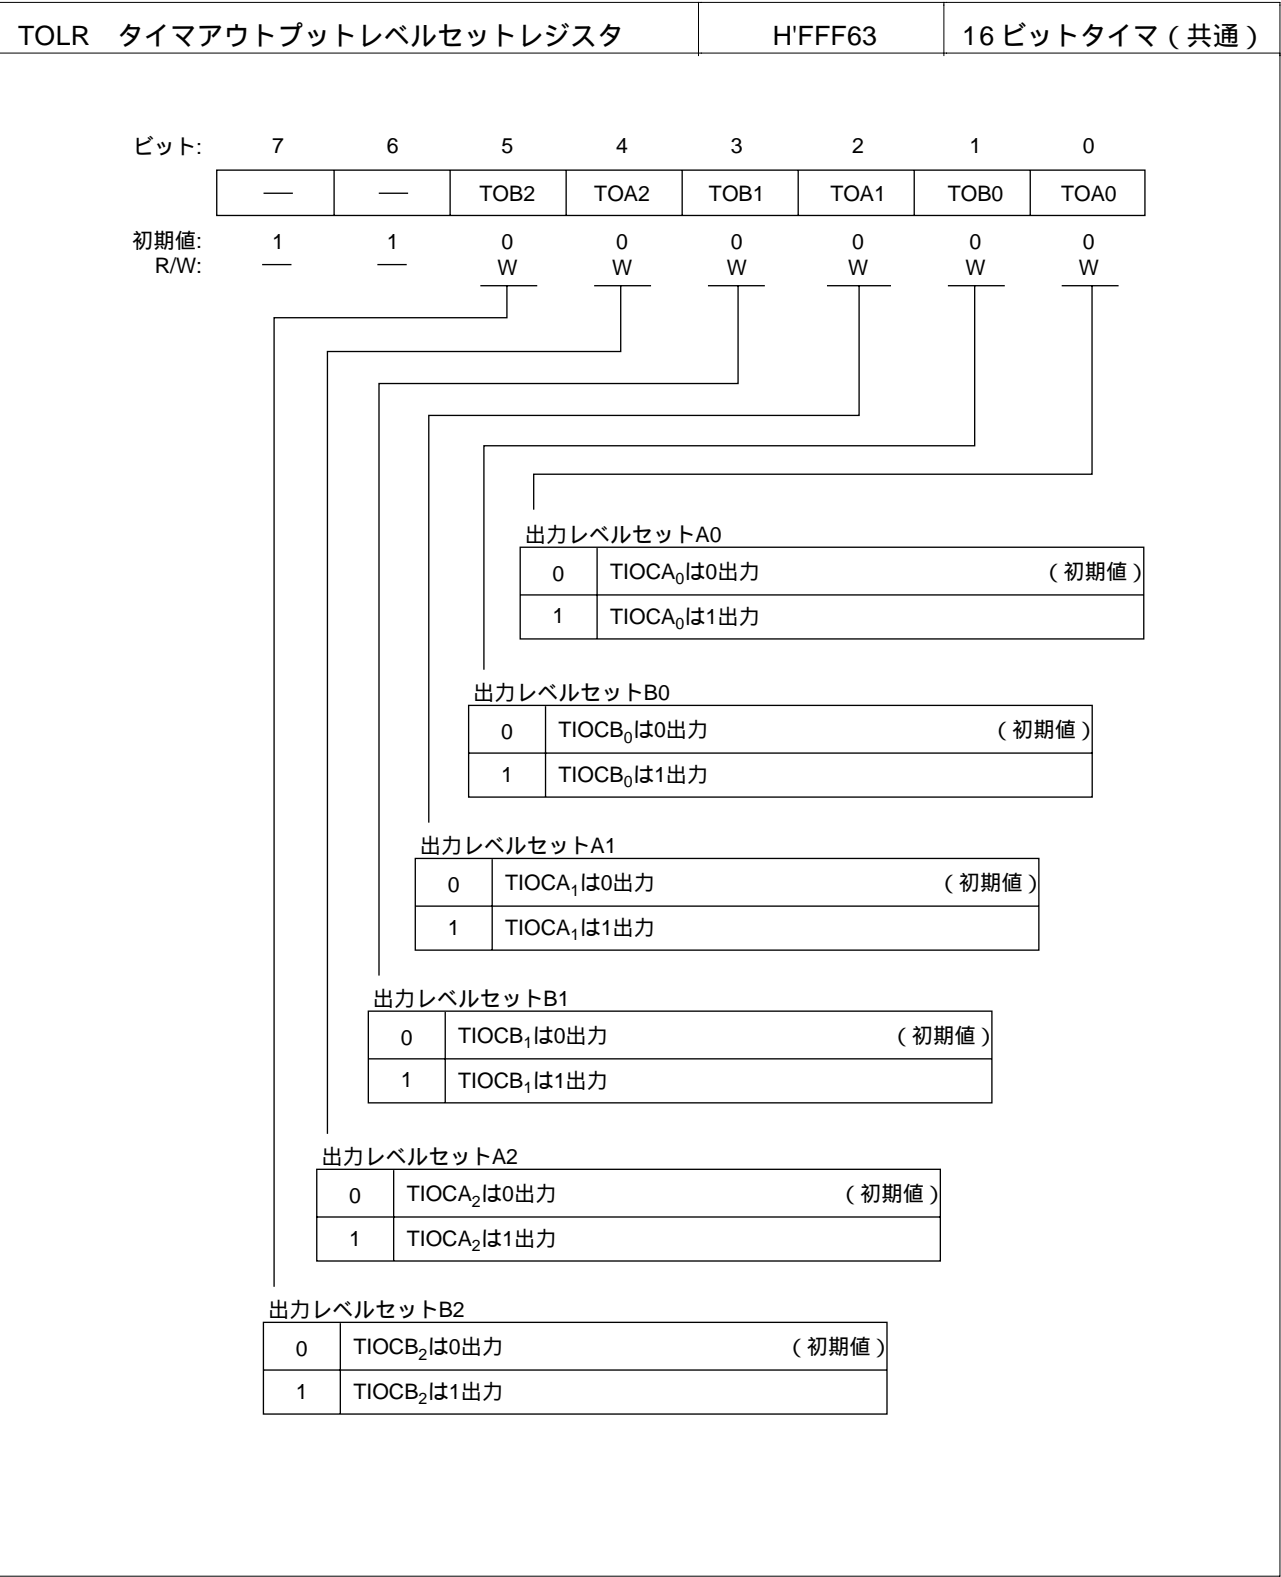 TOLR　タイマアウトプットレベルセットレジスタ　H'FFF63　16ビットタイマ（共通）
ビット: 7 6 5 4 3 2 1 0
— — TOB2 TOA2 TOB1 TOA1 TOB0 TOA0
初期値: 1 1 0 0 0 0 0 0
R/W: — — W W W W W W
出力レベルセットA0
0 TIOCA₀は0出力 （初期値）
1 TIOCA₀は1出力
出力レベルセットB0
0 TIOCB₀は0出力 （初期値）
1 TIOCB₀は1出力
出力レベルセットA1
0 TIOCA₁は0出力 （初期値）
1 TIOCA₁は1出力
出力レベルセットB1
0 TIOCB₁は0出力 （初期値）
1 TIOCB₁は1出力
出力レベルセットA2
0 TIOCA₂は0出力 （初期値）
1 TIOCA₂は1出力
出力レベルセットB2
0 TIOCB₂は0出力 （初期値）
1 TIOCB₂は1出力